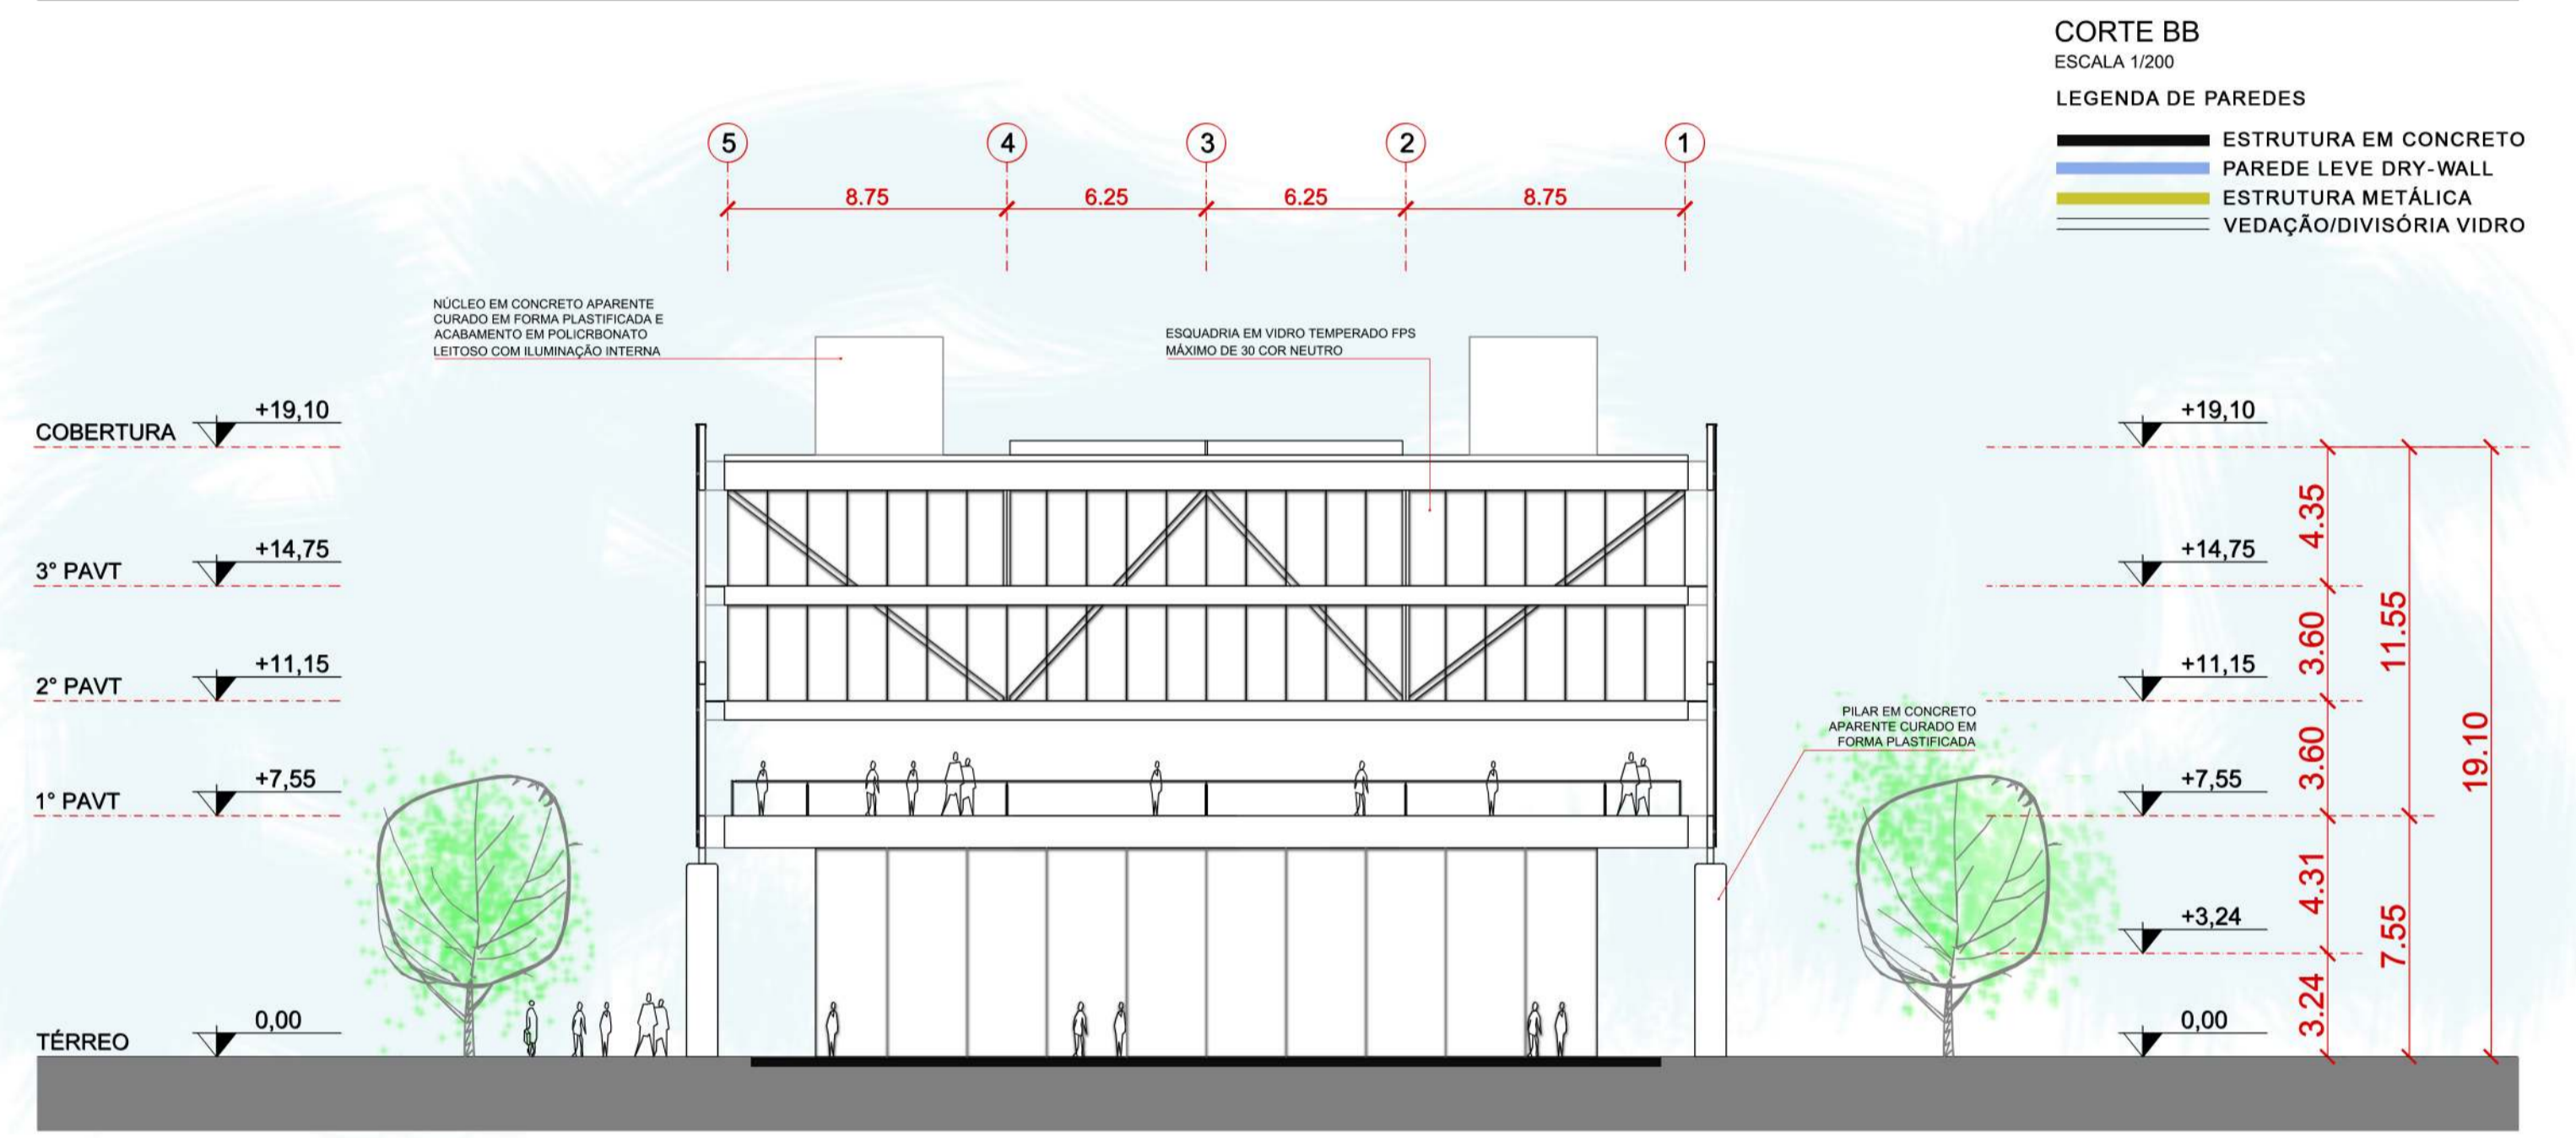 CORTE BB
ESCALA 1/200
LEGENDA DE PAREDES
ESTRUTURA EM CONCRETO
PAREDE LEVE DRY-WALL
ESTRUTURA METÁLICA
VEDAÇÃO/DIVISÓRIA VIDRO
5 4 3 2 1
8.75 6.25 6.25 8.75
NÚCLEO EM CONCRETO APARENTE
CURADO EM FORMA PLASTIFICADA E
ACABAMENTO EM POLICRBONATO
LEITOSO COM ILUMINAÇÃO INTERNA
ESQUADRIA EM VIDRO TEMPERADO FPS
MÁXIMO DE 30 COR NEUTRO
COBERTURA +19,10
3° PAVT +14,75
2° PAVT +11,15
1° PAVT +7,55
TÉRREO 0,00
PILAR EM CONCRETO
APARENTE CURADO EM
FORMA PLASTIFICADA
+19,10
+14,75
+11,15
+7,55
+3,24
0,00
4.35
3.60
3.60
4.31
3.24
11.55
7.55
19.10